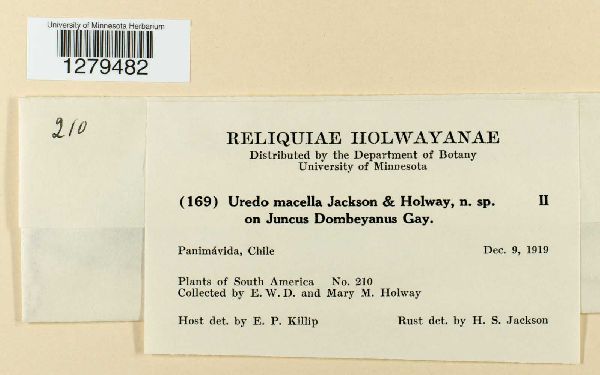 University of Minnesota Herbarium
1279482
210
RELIQUIAE HOLWAYANAE
Distributed by the Department of Botany
University of Minnesota
(169) Uredo macella Jackson & Holway, n. sp. II
on Juncus Dombeyanus Gay.
Panimávida, Chile Dec. 9, 1919
Plants of South America No. 210
Collected by E. W. D. and Mary M. Holway
Host det. by E. P. Killip Rust det. by H. S. Jackson